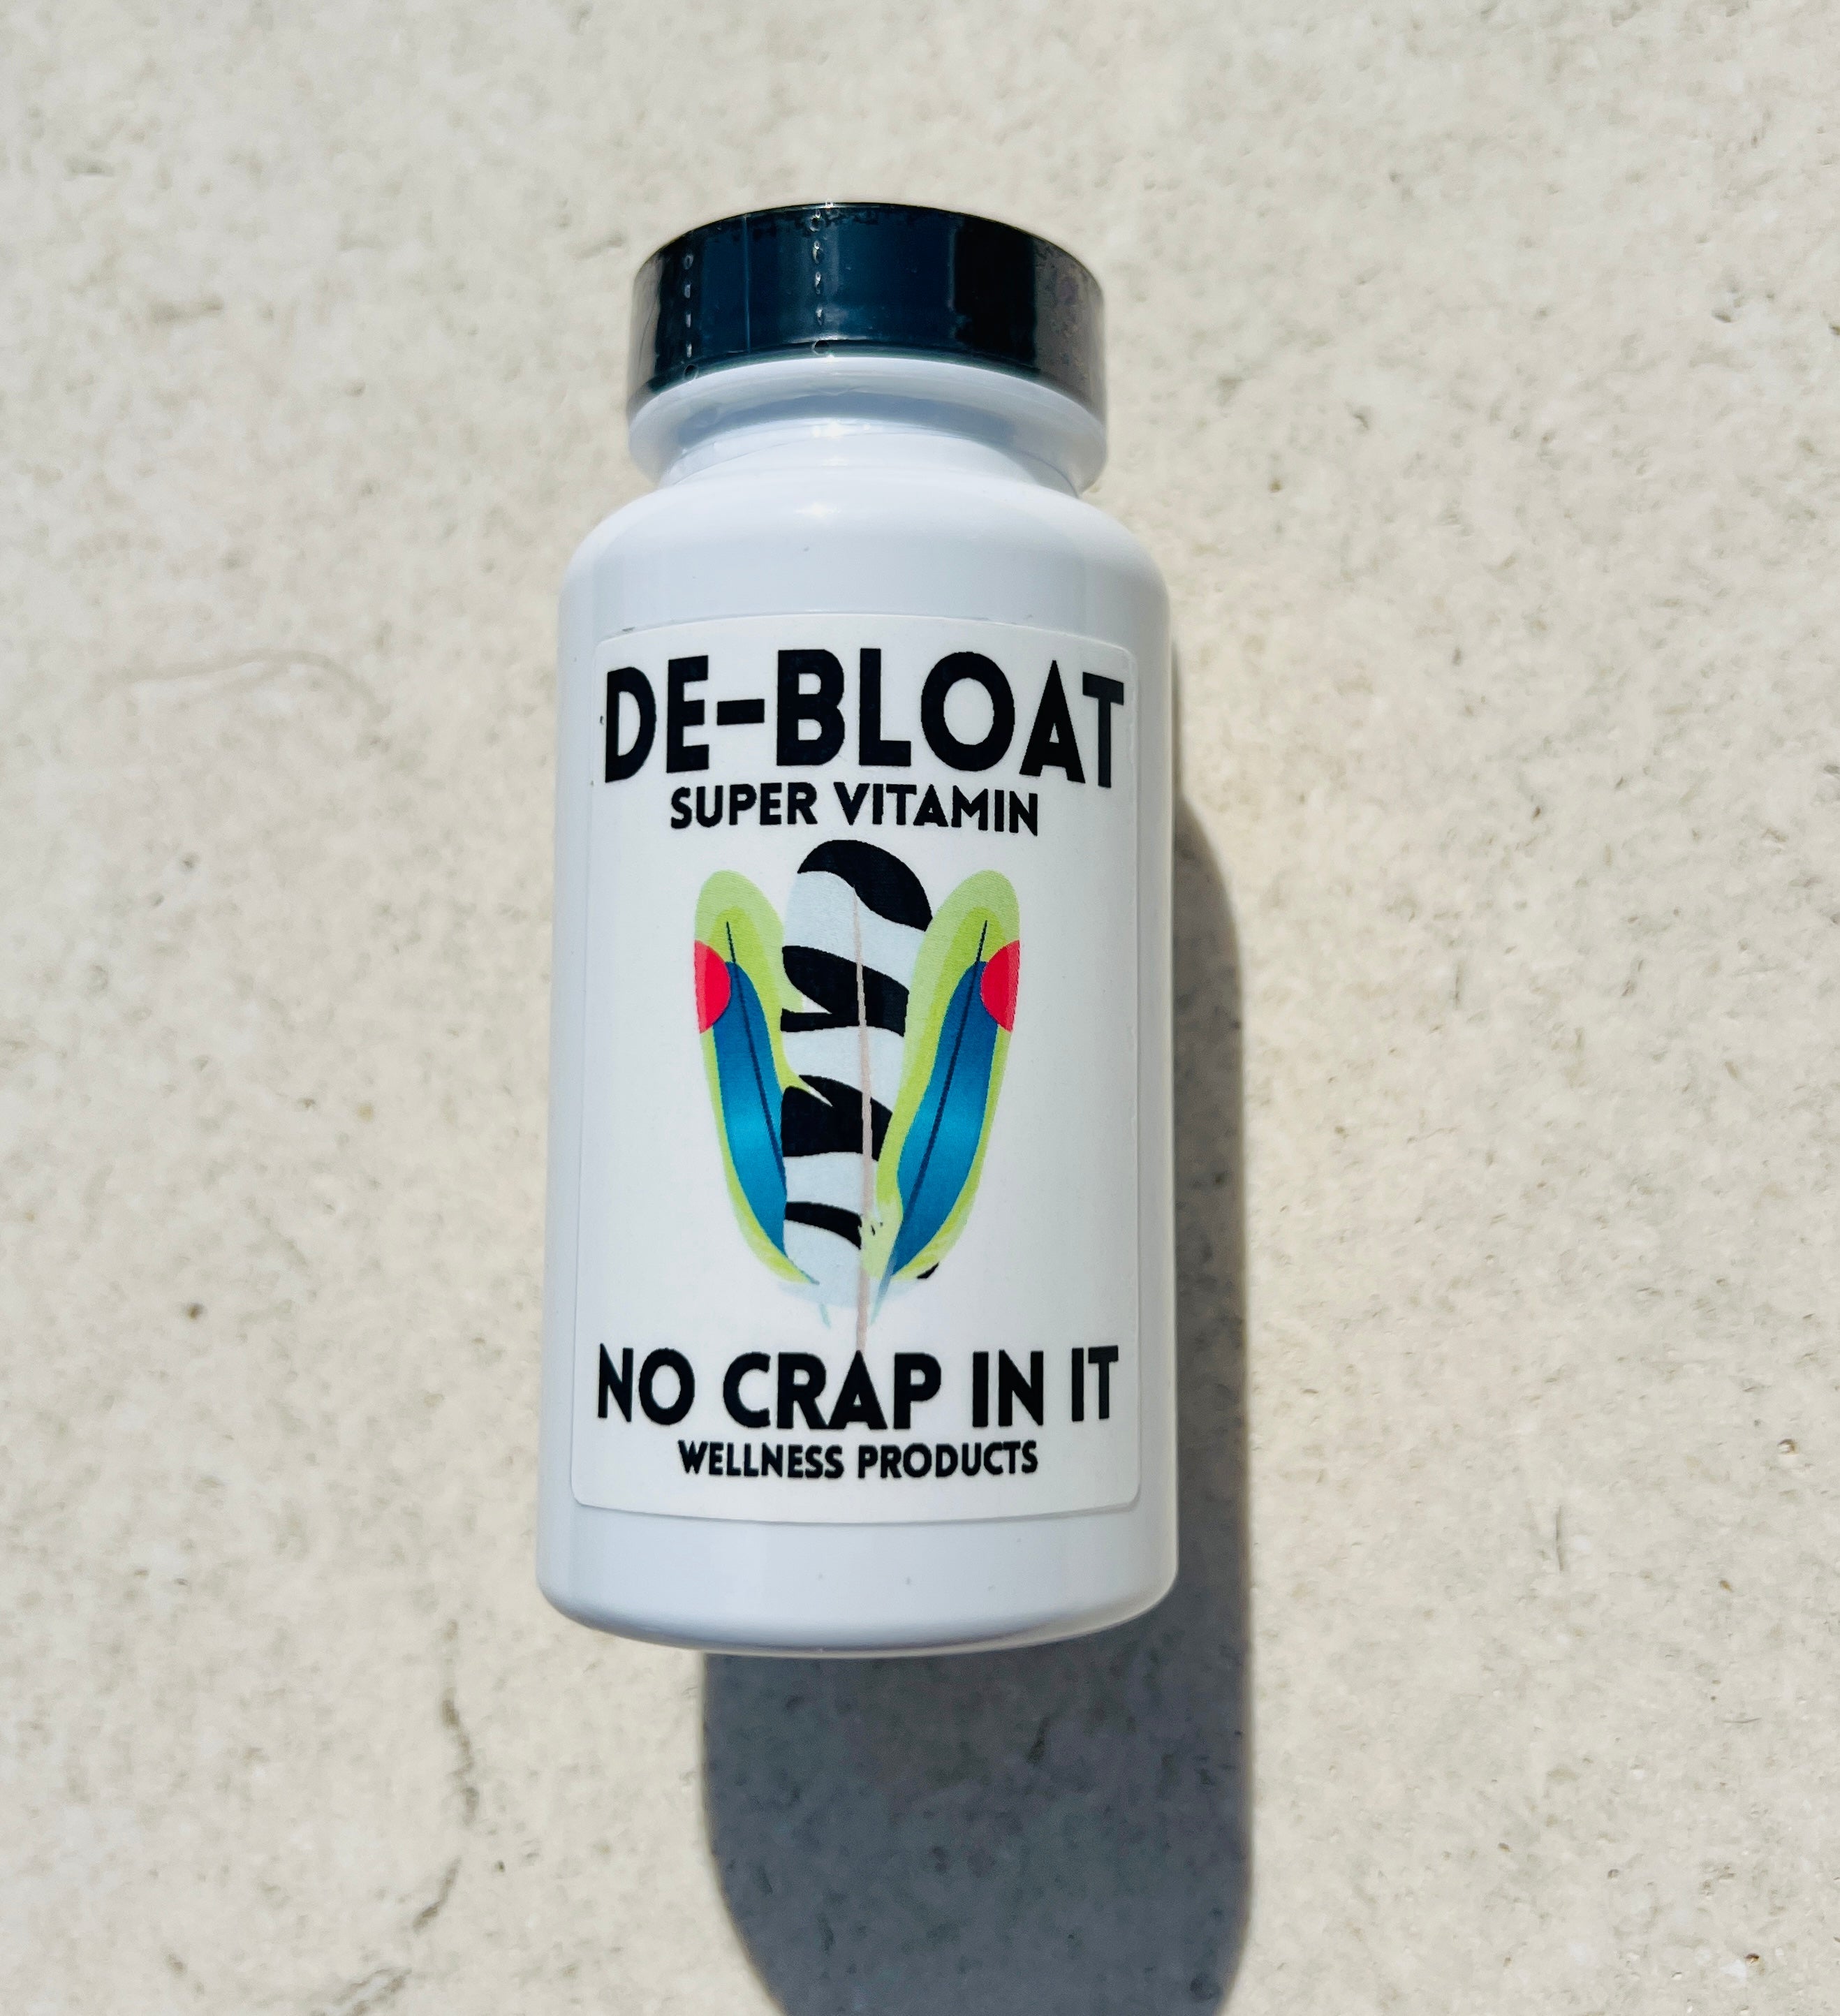 DE-BLOAT
SUPER VITAMIN
NO CRAP IN IT
WELLNESS PRODUCTS